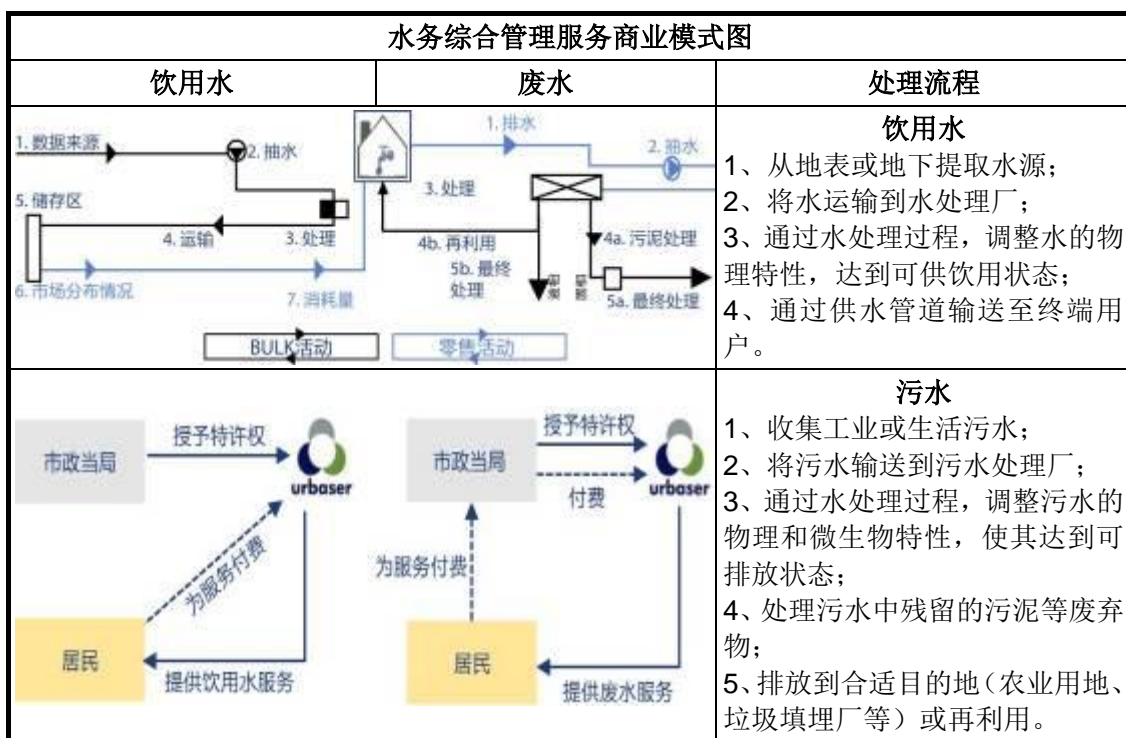 水务综合管理服务商业模式图
饮用水
废水
处理流程
1. 数据来源
2. 抽水
5. 储存区
4. 运输
3. 处理
6. 市场分布情况
7. 消耗量
1. 排水
2. 抽水
3. 处理
4b. 再利用
4a. 污泥处理
5b. 最终
处理
5a. 最终处理
BULK活动
零售活动
饮用水
1、从地表或地下提取水源；
2、将水运输到水处理厂；
3、通过水处理过程，调整水的物
理特性，达到可供饮用状态；
4、通过供水管道输送至终端用
户。
市政当局
授予特许权
urbaser
为服务付费
居民
提供饮用水服务
市政当局
授予特许权
付费
urbaser
为服务付费
居民
提供废水服务
污水
1、收集工业或生活污水；
2、将污水输送到污水处理厂；
3、通过水处理过程，调整污水的
物理和微生物特性，使其达到可
排放状态；
4、处理污水中残留的污泥等废弃
物；
5、排放到合适目的地（农业用地、
垃圾填埋厂等）或再利用。